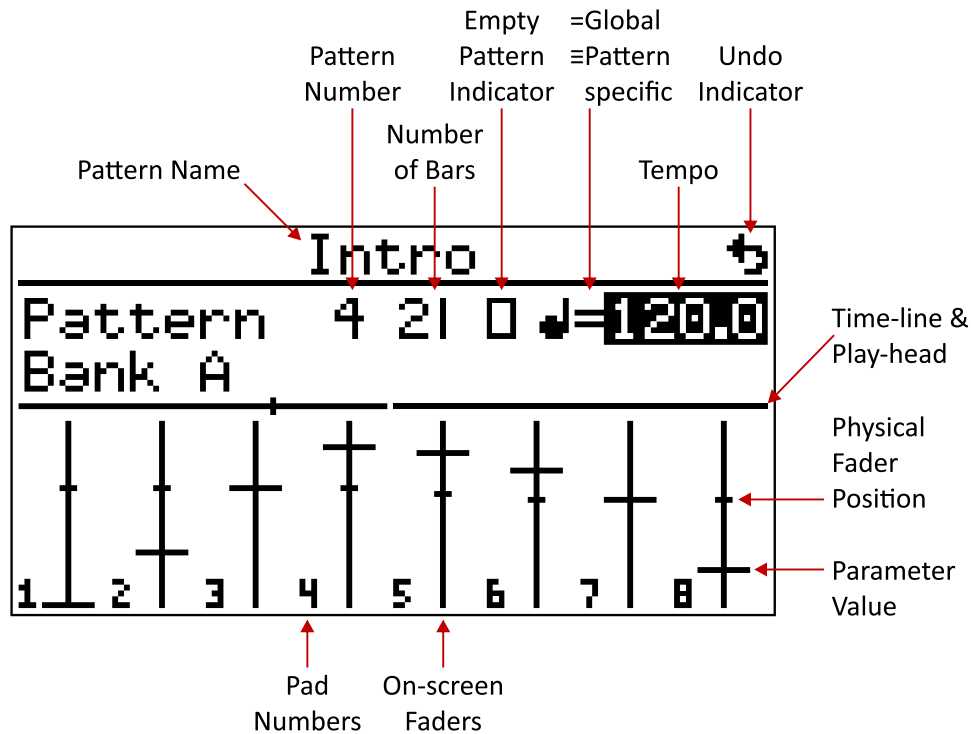 Empty
Pattern
Indicator
=Global
≡Pattern
specific
Pattern
Number
Undo
Indicator
Number
of Bars
Pattern Name
Tempo
Intro
Pattern 4 21 0 ♩=120.0
Bank A
Time-line &
Play-head
Physical
Fader
Position
Parameter
Value
1 2 3 4 5 6 7 8
Pad
Numbers
On-screen
Faders